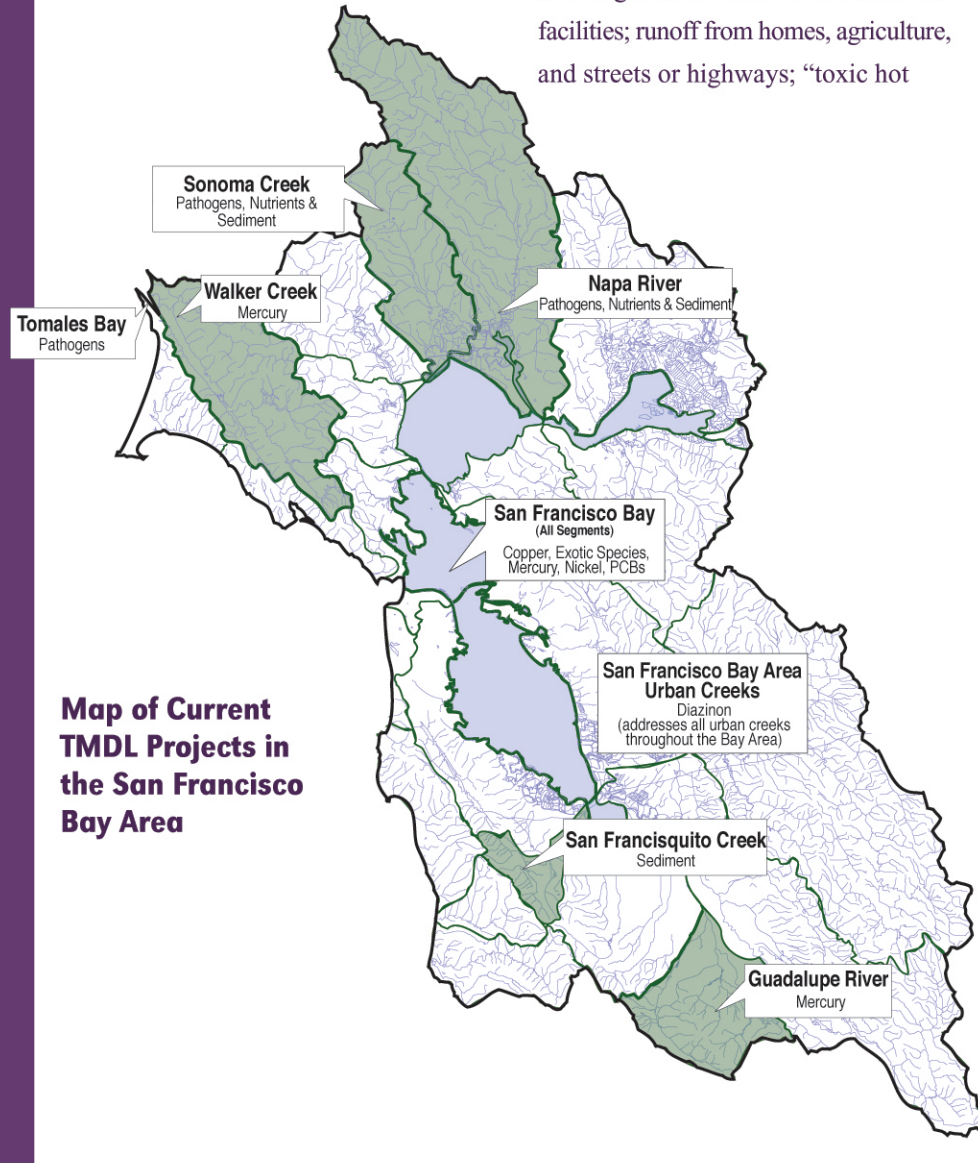 facilities; runoff from homes, agriculture,
and streets or highways; “toxic hot
Sonoma Creek
Pathogens, Nutrients &
Sediment
Walker Creek
Mercury
Napa River
Pathogens, Nutrients & Sediment
Tomales Bay
Pathogens
San Francisco Bay
(All Segments)
Copper, Exotic Species,
Mercury, Nickel, PCBs
San Francisco Bay Area
Urban Creeks
Diazinon
(addresses all urban creeks
throughout the Bay Area)
Map of Current
TMDL Projects in
the San Francisco
Bay Area
San Francisquito Creek
Sediment
Guadalupe River
Mercury